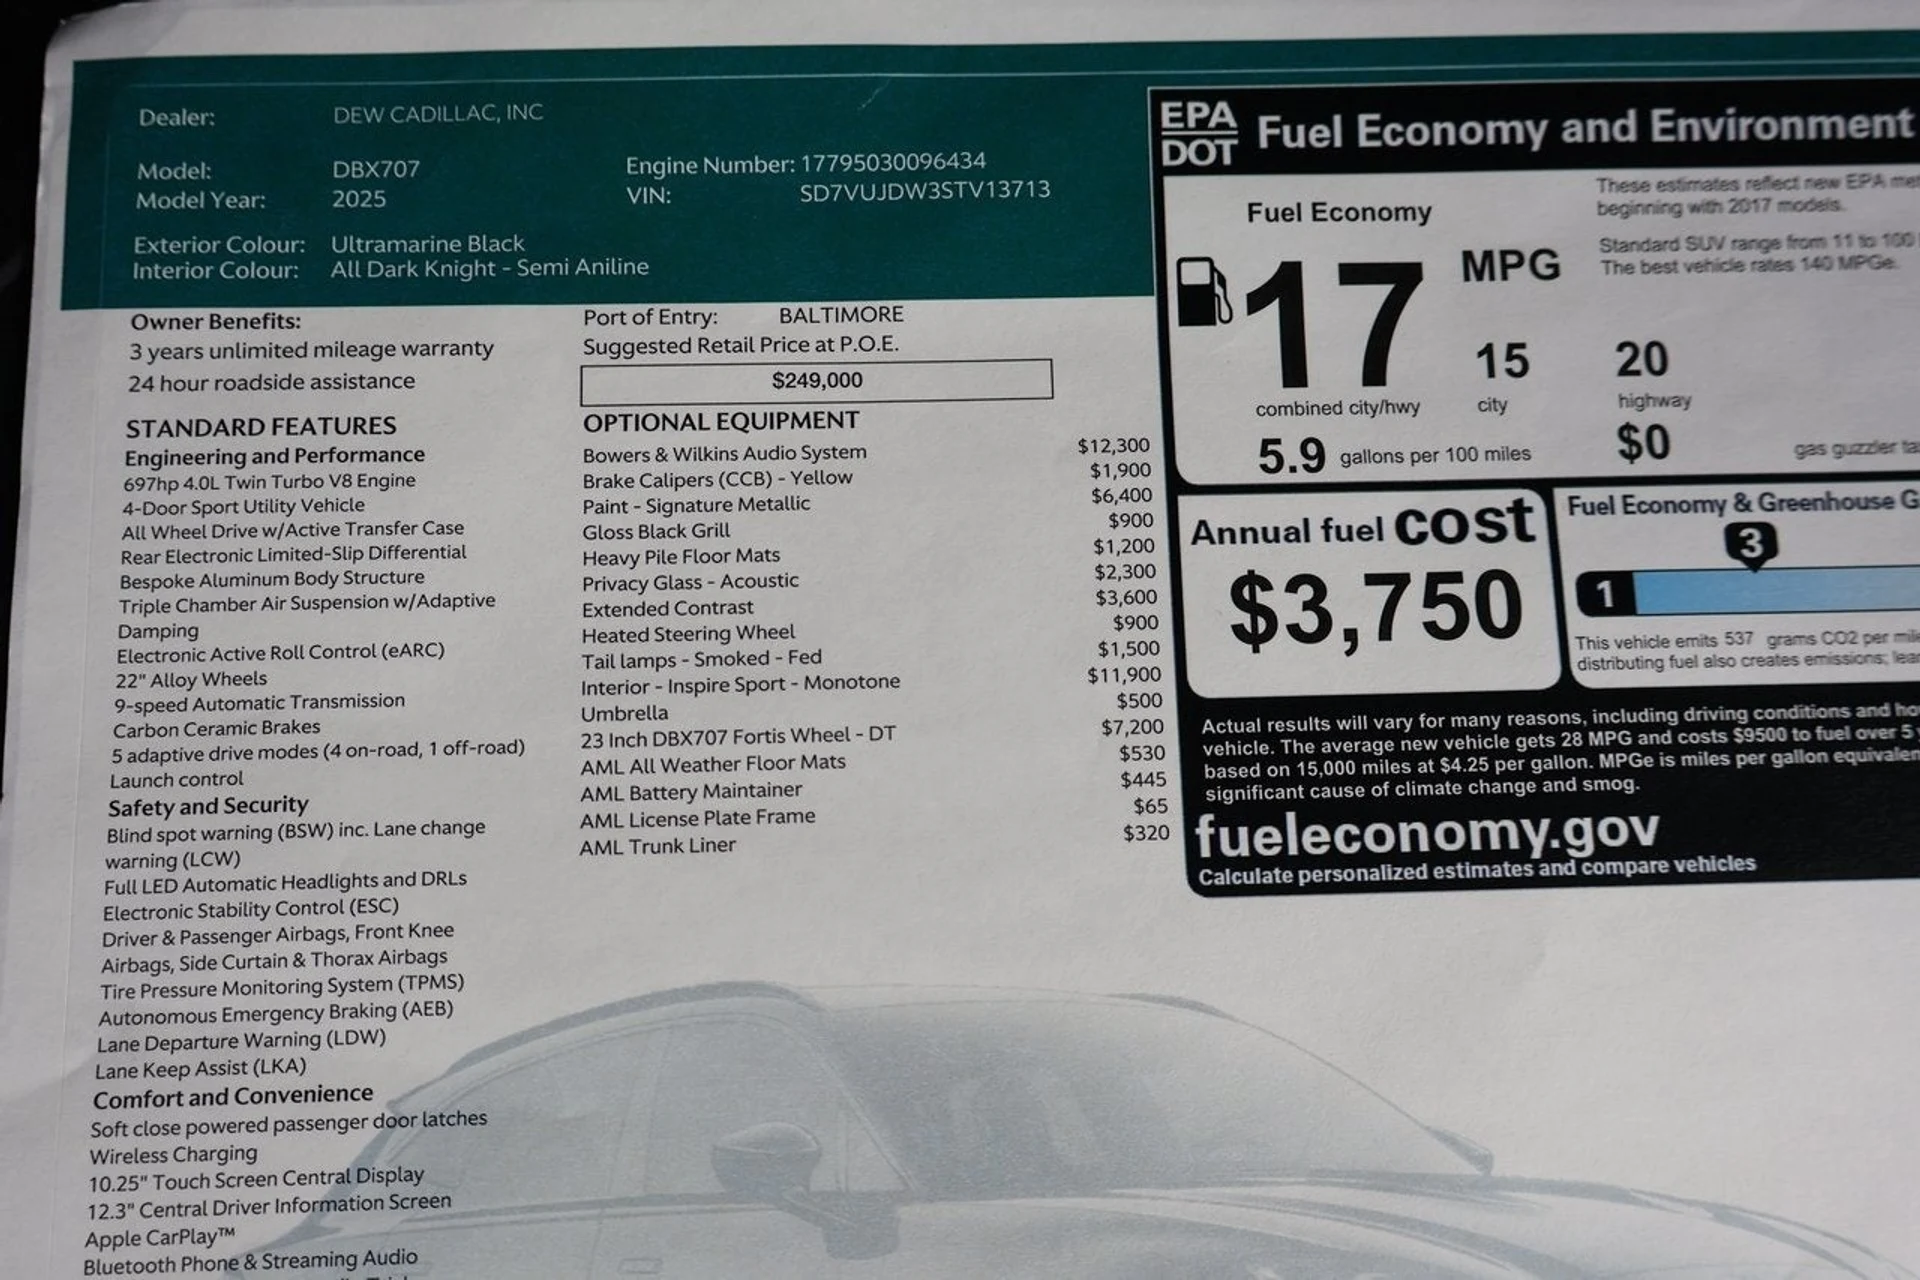 Dealer: DEW CADILLAC, INC
Model: DBX707
Model Year: 2025
Engine Number: 17795030096434
VIN: SD7VUJDW3STV13713
Exterior Colour: Ultramarine Black
Interior Colour: All Dark Knight - Semi Aniline
Owner Benefits:
3 years unlimited mileage warranty
24 hour roadside assistance
STANDARD FEATURES
Engineering and Performance
697hp 4.0L Twin Turbo V8 Engine
4-Door Sport Utility Vehicle
All Wheel Drive w/Active Transfer Case
Rear Electronic Limited-Slip Differential
Bespoke Aluminum Body Structure
Triple Chamber Air Suspension w/Adaptive
Damping
Electronic Active Roll Control (eARC)
22" Alloy Wheels
9-speed Automatic Transmission
Carbon Ceramic Brakes
5 adaptive drive modes (4 on-road, 1 off-road)
Launch control
Safety and Security
Blind spot warning (BSW) inc. Lane change
warning (LCW)
Full LED Automatic Headlights and DRLs
Electronic Stability Control (ESC)
Driver & Passenger Airbags, Front Knee
Airbags, Side Curtain & Thorax Airbags
Tire Pressure Monitoring System (TPMS)
Autonomous Emergency Braking (AEB)
Lane Departure Warning (LDW)
Lane Keep Assist (LKA)
Comfort and Convenience
Soft close powered passenger door latches
Wireless Charging
10.25" Touch Screen Central Display
12.3" Central Driver Information Screen
Apple CarPlay™
Bluetooth Phone & Streaming Audio
Port of Entry: BALTIMORE
Suggested Retail Price at P.O.E.
$249,000
OPTIONAL EQUIPMENT
Bowers & Wilkins Audio System $12,300
Brake Calipers (CCB) - Yellow $1,900
Paint - Signature Metallic $6,400
Gloss Black Grill $900
Heavy Pile Floor Mats $1,200
Privacy Glass - Acoustic $2,300
Extended Contrast $3,600
Heated Steering Wheel $900
Tail lamps - Smoked - Fed $1,500
Interior - Inspire Sport - Monotone $11,900
Umbrella $500
23 Inch DBX707 Fortis Wheel - DT $7,200
AML All Weather Floor Mats $530
AML Battery Maintainer $445
AML License Plate Frame $65
AML Trunk Liner $320
EPA
DOT
Fuel Economy and Environment
Fuel Economy
17 MPG
combined city/hwy
15
city
20
highway
5.9 gallons per 100 miles
$0 gas guzzler
These estimates reflect new EPA
beginning with 2017 models.
Standard SUV range from 11 to 100
The best vehicle rates 140 MPGe.
Annual fuel cost
$3,750
Fuel Economy & Greenhouse
3
1
This vehicle emits 537 grams CO2 per
distributing fuel also creates emissions;
Actual results will vary for many reasons, including driving conditions and
vehicle. The average new vehicle gets 28 MPG and costs $9500 to fuel over 5
based on 15,000 miles at $4.25 per gallon. MPGe is miles per gallon
significant cause of climate change and smog.
fueleconomy.gov
Calculate personalized estimates and compare vehicles